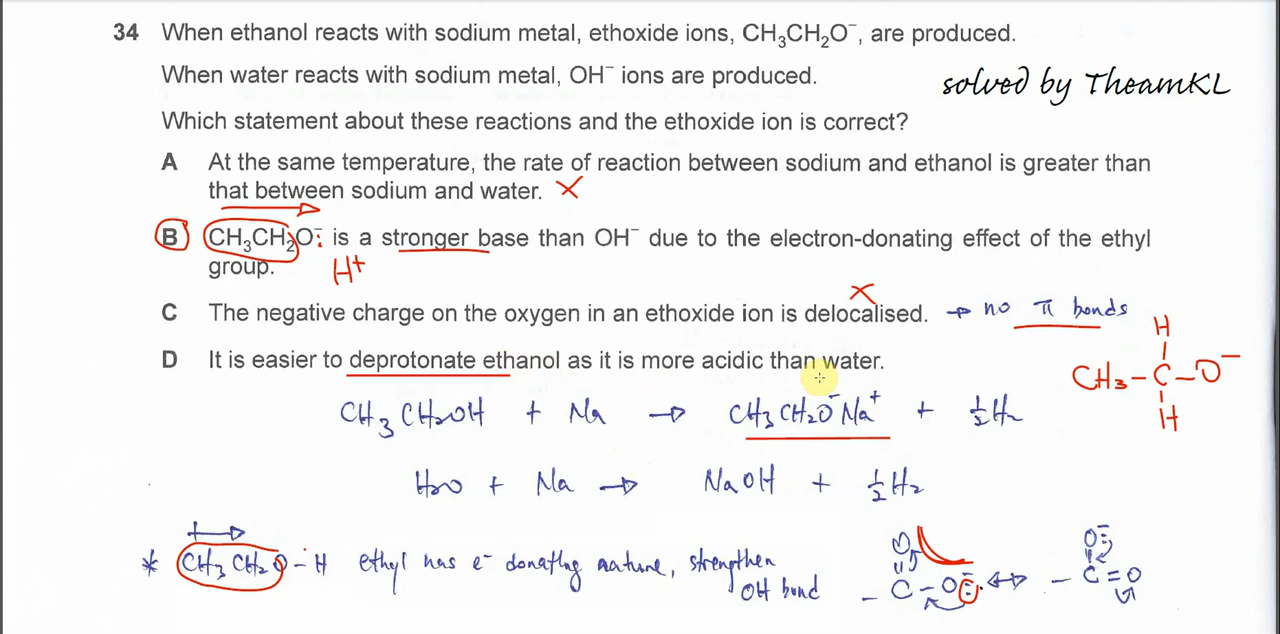 34 When ethanol reacts with sodium metal, ethoxide ions, CH₃CH₂O⁻, are produced.
When water reacts with sodium metal, OH⁻ ions are produced.
solved by TheamKL
Which statement about these reactions and the ethoxide ion is correct?
A At the same temperature, the rate of reaction between sodium and ethanol is greater than
that between sodium and water. ×
B CH₃CH₂O:⁻ is a stronger base than OH⁻ due to the electron-donating effect of the ethyl
group. H⁺
C The negative charge on the oxygen in an ethoxide ion is delocalised. × → no π bonds
D It is easier to deprotonate ethanol as it is more acidic than water.
H
|
CH₃–C–O⁻
|
H
CH₃CH₂OH + Na → CH₃CH₂O⁻Na⁺ + ½H₂
H₂O + Na → NaOH + ½H₂
* CH₃CH₂O–H ethyl has e⁻ donating nature, strengthen
OH bond
O O⁻
|| |
– C – O⁻ ↔ – C = O